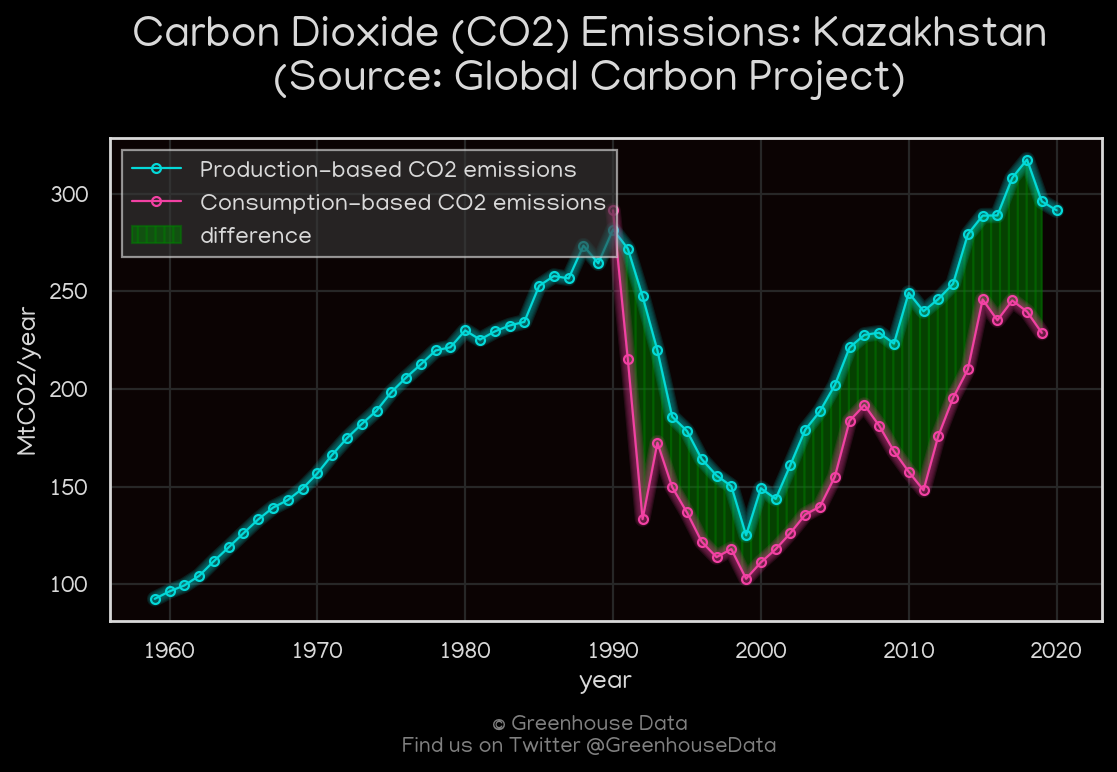 Carbon Dioxide (CO2) Emissions: Kazakhstan
(Source: Global Carbon Project)
Production-based CO2 emissions
Consumption-based CO2 emissions
difference
MtCO2/year
300
250
200
150
100
1960 1970 1980 1990 2000 2010 2020
year
© Greenhouse Data
Find us on Twitter @GreenhouseData